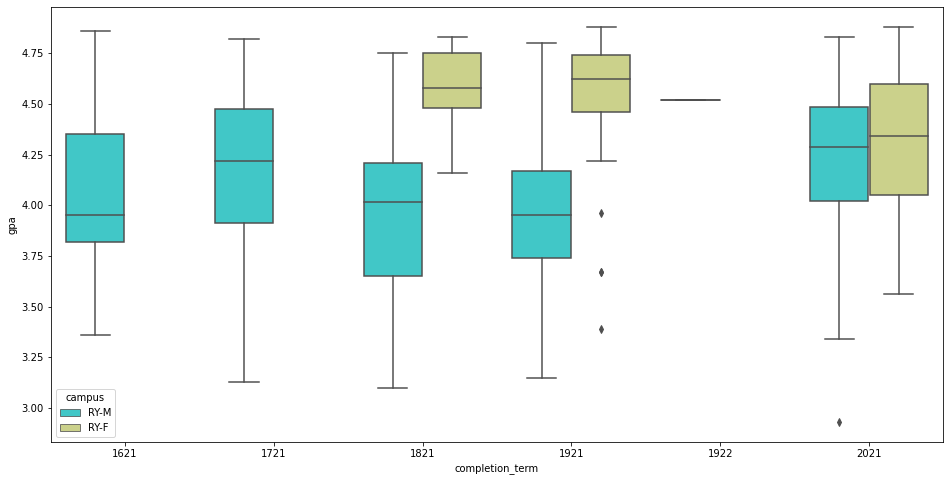 4.75
4.50
4.25
4.00
3.75
3.50
3.25
3.00
gpa
campus
RY-M
RY-F
1621 1721 1821 1921 1922 2021
completion_term